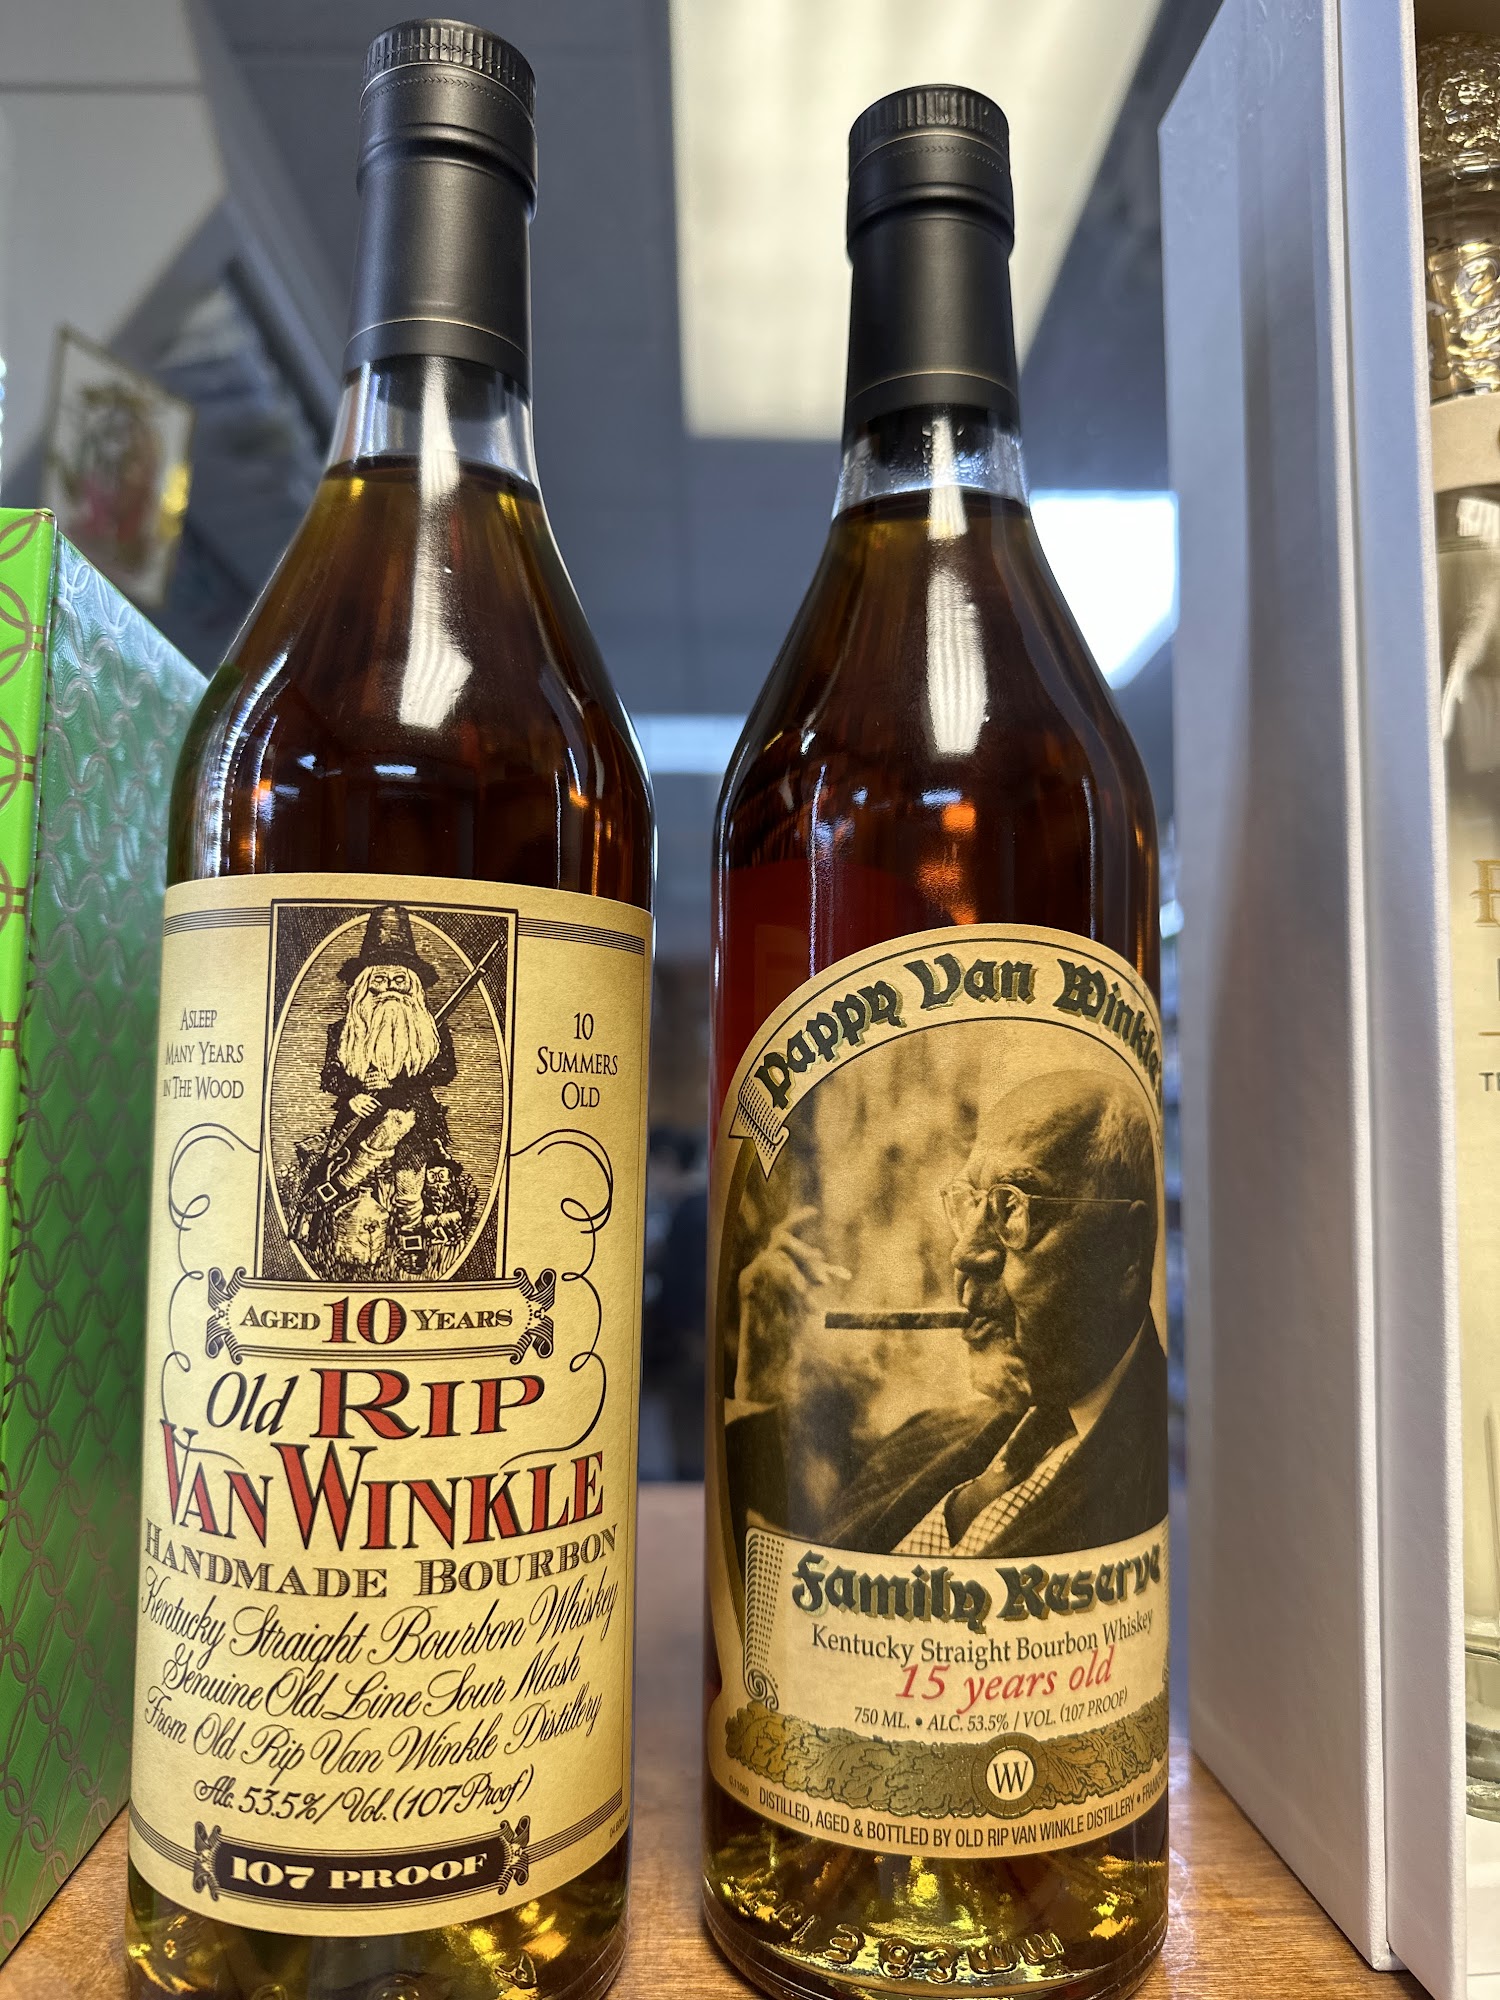 ASLEEP
MANY YEARS
IN THE WOOD
10
SUMMERS
OLD
AGED 10 YEARS
Old RIP
VAN WINKLE
HANDMADE BOURBON
Kentucky Straight Bourbon Whiskey
Genuine Old Line Sour Mash
From Old Rip Van Winkle Distillery
Alc. 53.5% / Vol. (107 Proof)
107 PROOF
Pappy Van Winkle
Family Reserve
Kentucky Straight Bourbon Whiskey
15 years old
750 ML. • ALC. 53.5% / VOL. (107 PROOF)
VW
DISTILLED, AGED & BOTTLED BY OLD RIP VAN WINKLE DISTILLERY •